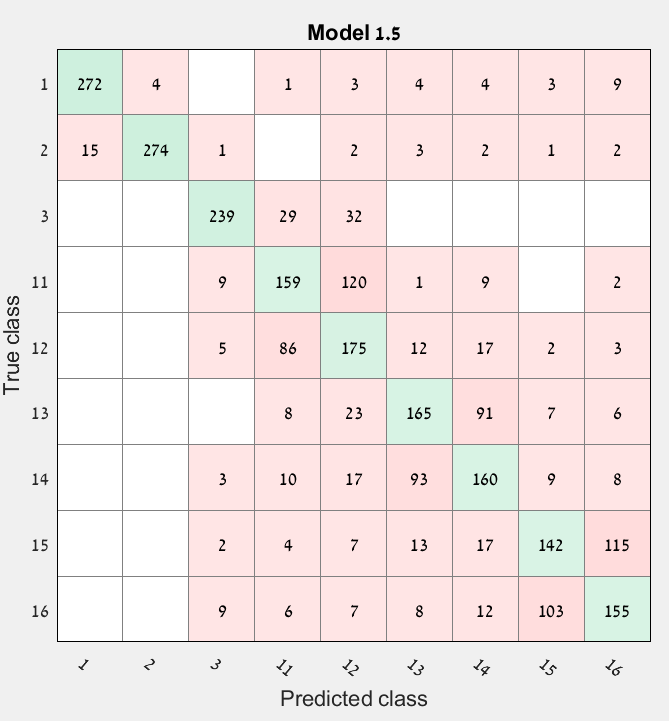 Model 1.5
1 272 4 1 3 4 4 3 9
2 15 274 1 2 3 2 1 2
3 239 29 32
11 9 159 120 1 9 2
12 5 86 175 12 17 2 3
13 8 23 165 91 7 6
14 3 10 17 93 160 9 8
15 2 4 7 13 17 142 115
16 9 6 7 8 12 103 155
1 2 3 11 12 13 14 15 16
True class
Predicted class